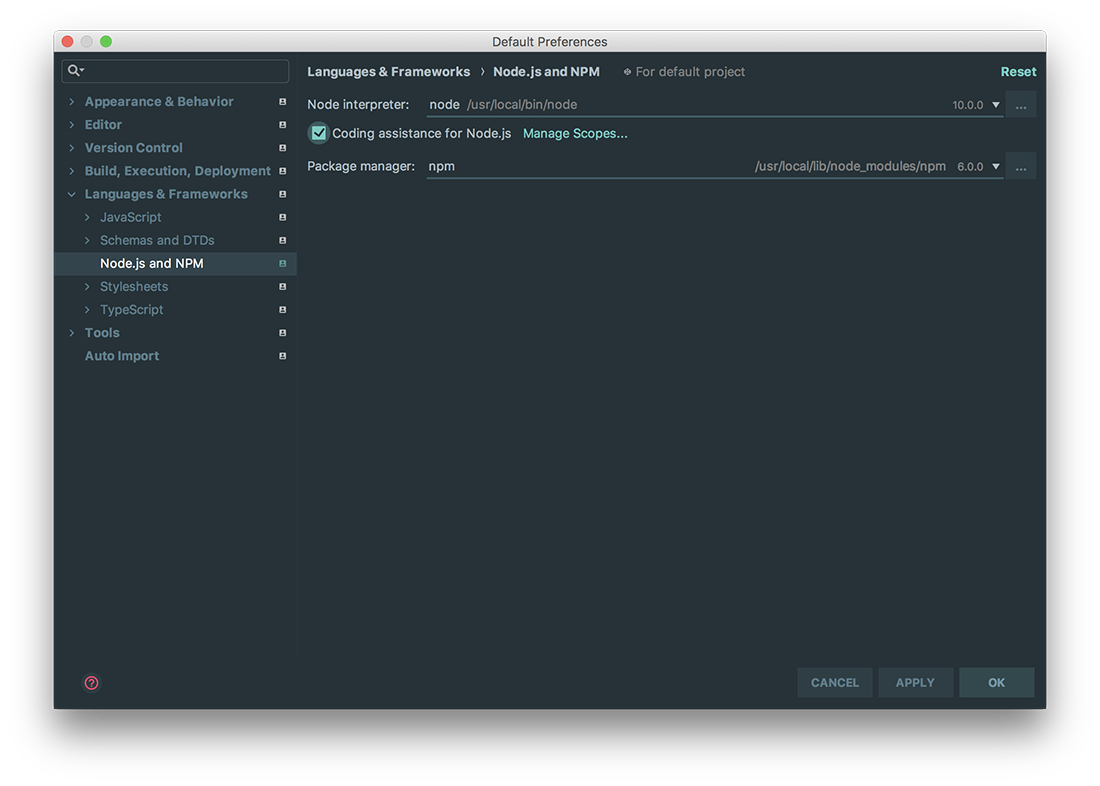 Default Preferences
Appearance & Behavior
Editor
Version Control
Build, Execution, Deployment
Languages & Frameworks
JavaScript
Schemas and DTDs
Node.js and NPM
Stylesheets
TypeScript
Tools
Auto Import
Languages & Frameworks › Node.js and NPM For default project Reset
Node interpreter: node /usr/local/bin/node 10.0.0 ...
Coding assistance for Node.js Manage Scopes...
Package manager: npm /usr/local/lib/node_modules/npm 6.0.0 ...
? CANCEL APPLY OK